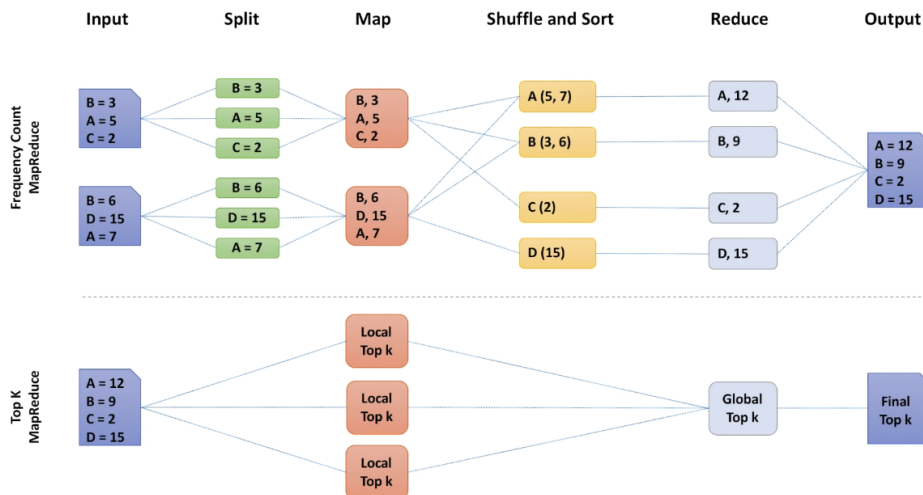 Input
Split
Map
Shuffle and Sort
Reduce
Output
Frequency Count
MapReduce
B = 3
A = 5
C = 2
B = 3
A = 5
C = 2
B, 3
A, 5
C, 2
B = 6
D = 15
A = 7
B = 6
D = 15
A = 7
B, 6
D, 15
A, 7
A (5, 7)
B (3, 6)
C (2)
D (15)
A, 12
B, 9
C, 2
D, 15
A = 12
B = 9
C = 2
D = 15
Top K
MapReduce
A = 12
B = 9
C = 2
D = 15
Local
Top k
Local
Top k
Local
Top k
Global
Top k
Final
Top k